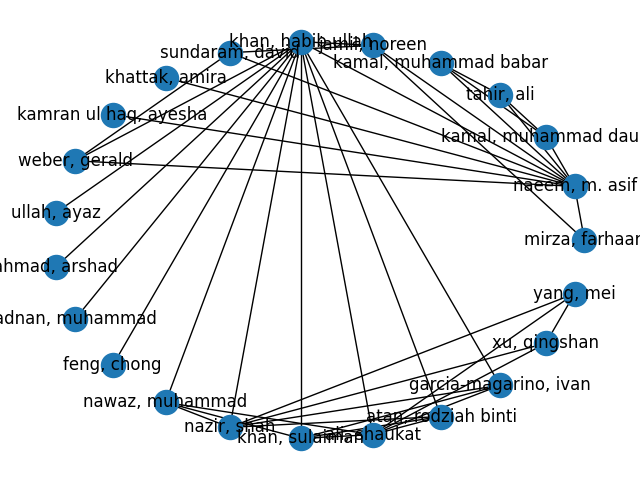 khan, habib ullah
jamil, noreen
sundaram, david
kamal, muhammad babar
khattak, amira
tahir, ali
kamran ul haq, ayesha
kamal, muhammad dau
weber, gerald
naeem, m. asif
ullah, ayaz
mirza, farhaan
ahmad, arshad
yang, mei
adnan, muhammad
xu, qingshan
feng, chong
garcia-magarino, ivan
nawaz, muhammad
atan, rodziah binti
nazir, shah
khan, sulaiman
shaukat